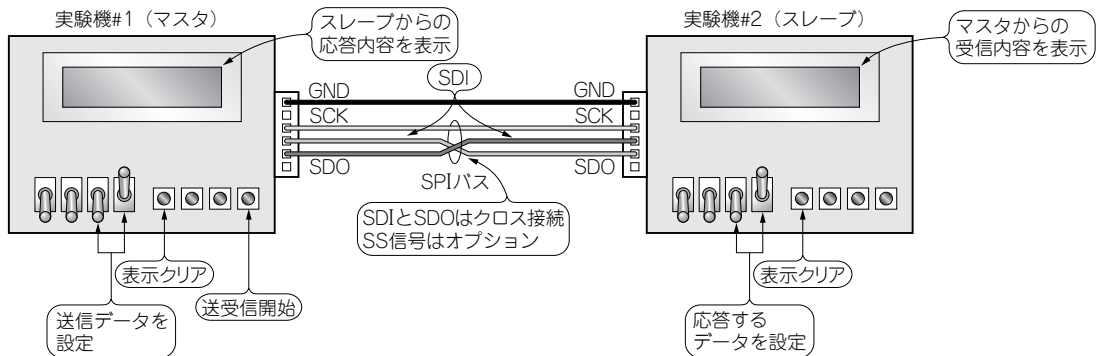 実験機#1（マスタ）
スレーブからの
応答内容を表示
GND
SCK
SDO
SDI
GND
SCK
SDO
SPIバス
SDIとSDOはクロス接続
SS信号はオプション
表示クリア
送受信開始
送信データを
設定
実験機#2（スレーブ）
マスタからの
受信内容を表示
表示クリア
応答する
データを設定